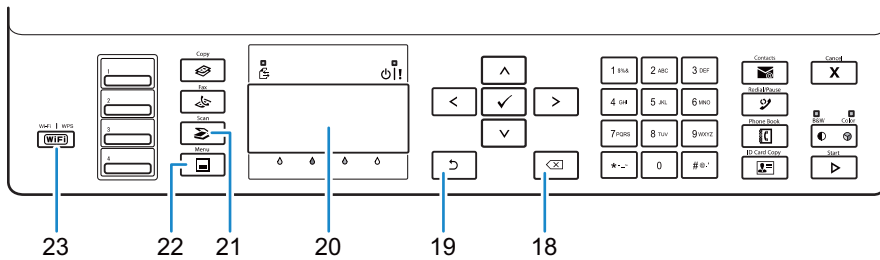 Copy
Fax
Scan
Menu
1
2
3
4
Wi-Fi | WPS
WiFi
1 2 ABC 3 DEF
4 GHI 5 JKL 6 MNO
7 PQRS 8 TUV 9 WXYZ
* 0 #
Contacts
Redial/Pause
Phone Book
ID Card Copy
Cancel
X
B&W Color
Start
23 22 21 20 19 18